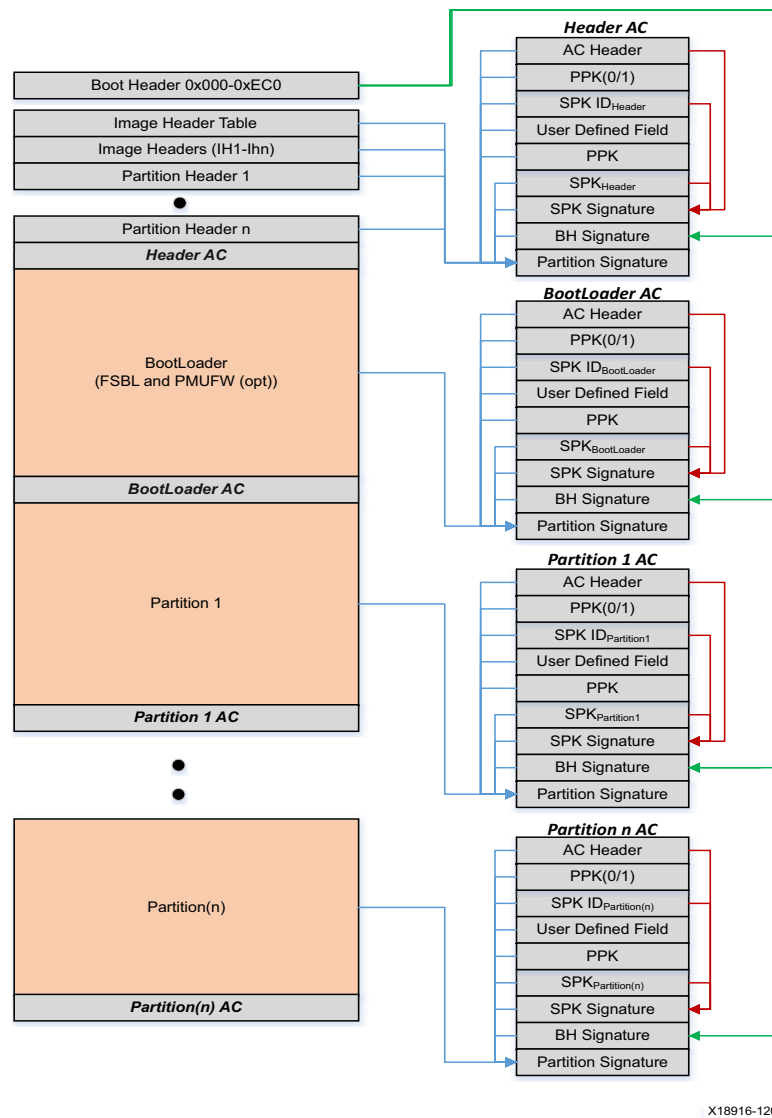 Boot Header 0x000-0xEC0
Image Header Table
Image Headers (IH1-Ihn)
Partition Header 1
Partition Header n
Header AC
BootLoader
(FSBL and PMUFW (opt))
BootLoader AC
Partition 1
Partition 1 AC
Partition(n)
Partition(n) AC
Header AC
AC Header
PPK(0/1)
SPK IDHeader
User Defined Field
PPK
SPKHeader
SPK Signature
BH Signature
Partition Signature
BootLoader AC
AC Header
PPK(0/1)
SPK IDBootLoader
User Defined Field
PPK
SPKBootLoader
SPK Signature
BH Signature
Partition Signature
Partition 1 AC
AC Header
PPK(0/1)
SPK IDPartition1
User Defined Field
PPK
SPKPartition1
SPK Signature
BH Signature
Partition Signature
Partition n AC
AC Header
PPK(0/1)
SPK IDPartition(n)
User Defined Field
PPK
SPKPartition(n)
SPK Signature
BH Signature
Partition Signature